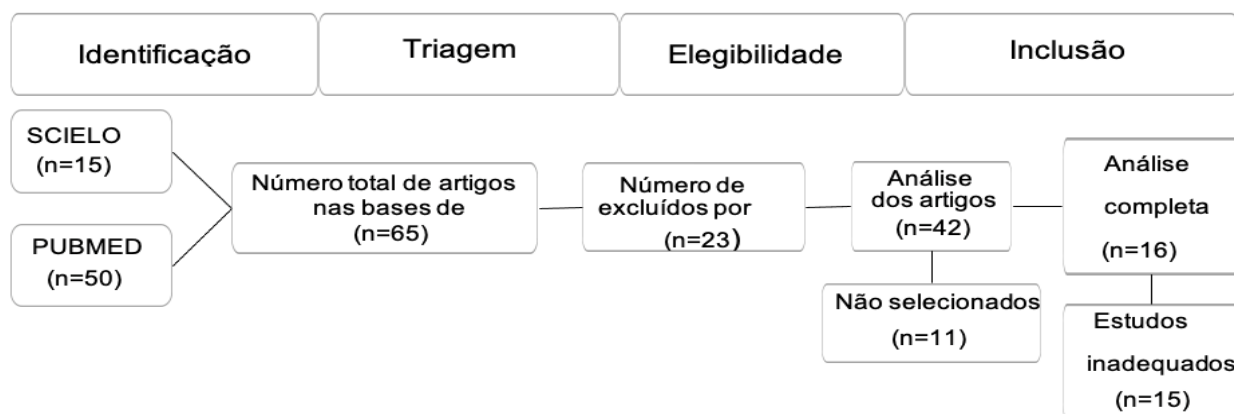 Identificação
Triagem
Elegibilidade
Inclusão
SCIELO
(n=15)
PUBMED
(n=50)
Número total de artigos
nas bases de
(n=65)
Número de
excluídos por
(n=23)
Análise
dos artigos
(n=42)
Não selecionados
(n=11)
Análise
completa
(n=16)
Estudos
inadequados
(n=15)